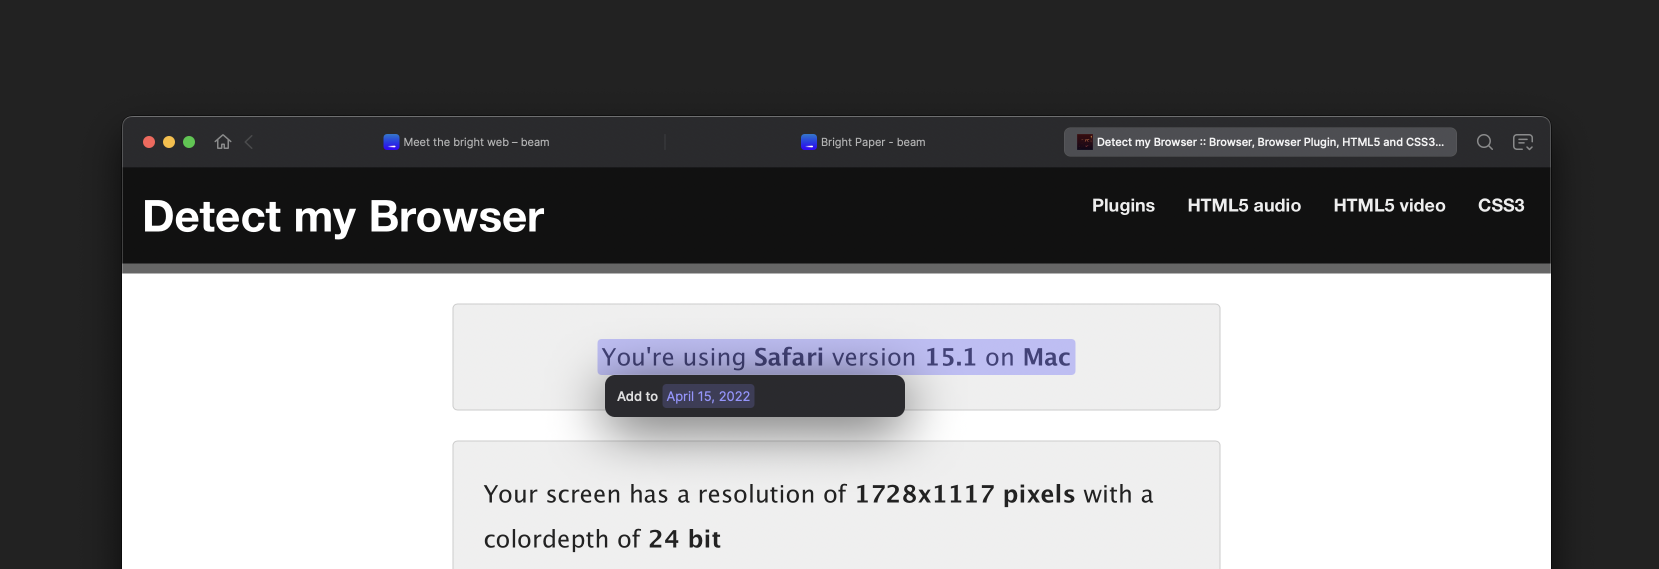 Meet the bright web – beam
Bright Paper - beam
Detect my Browser :: Browser, Browser Plugin, HTML5 and CSS3...
Detect my Browser
Plugins
HTML5 audio
HTML5 video
CSS3
You're using Safari version 15.1 on Mac
Add to April 15, 2022
Your screen has a resolution of 1728x1117 pixels with a
colordepth of 24 bit